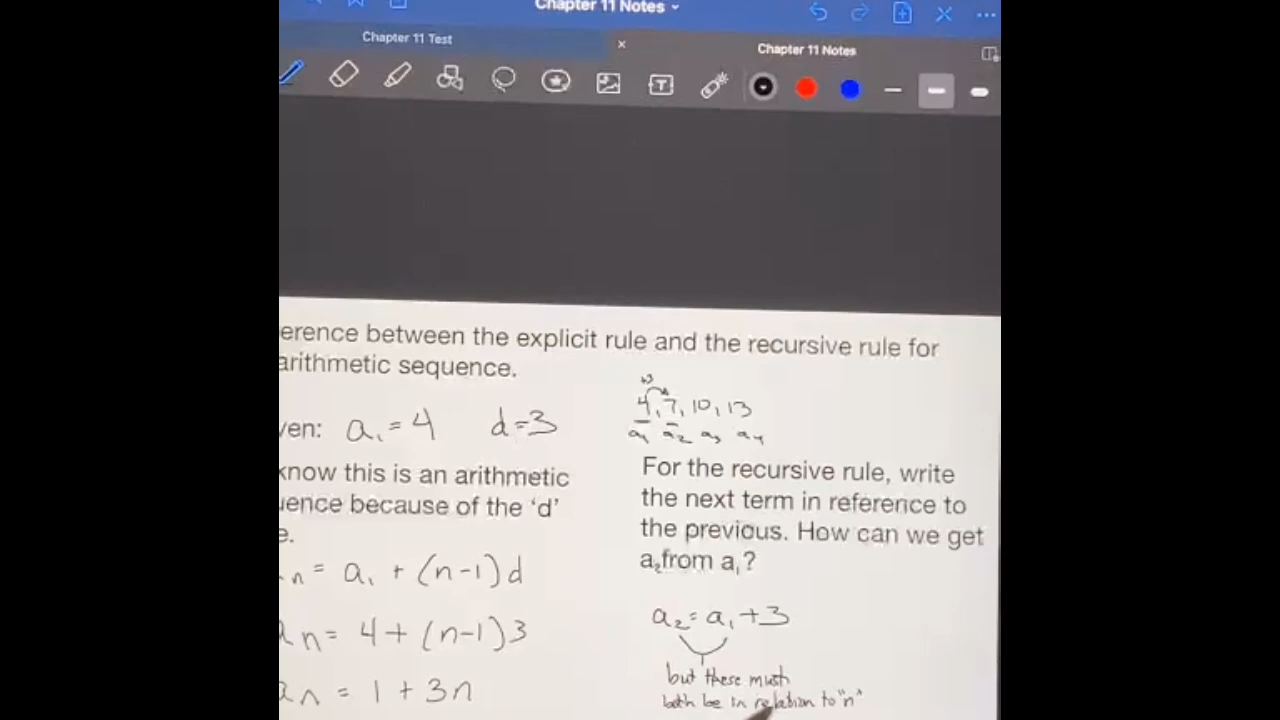 Chapter 11 Notes
Chapter 11 Test
Chapter 11 Notes
erence between the explicit rule and the recursive rule for
arithmetic sequence.
ven: a₁ = 4 d=3
know this is an arithmetic
uence because of the ‘d’
e.
n = a₁ + (n-1)d
an = 4 + (n-1)3
an = 1 + 3n
+3
4, 7, 10, 13
a₁ a₂ a₃ a₄
For the recursive rule, write
the next term in reference to
the previous. How can we get
a₂from a₁?
a₂ = a₁ +3
but these must
both be in relation to "n"